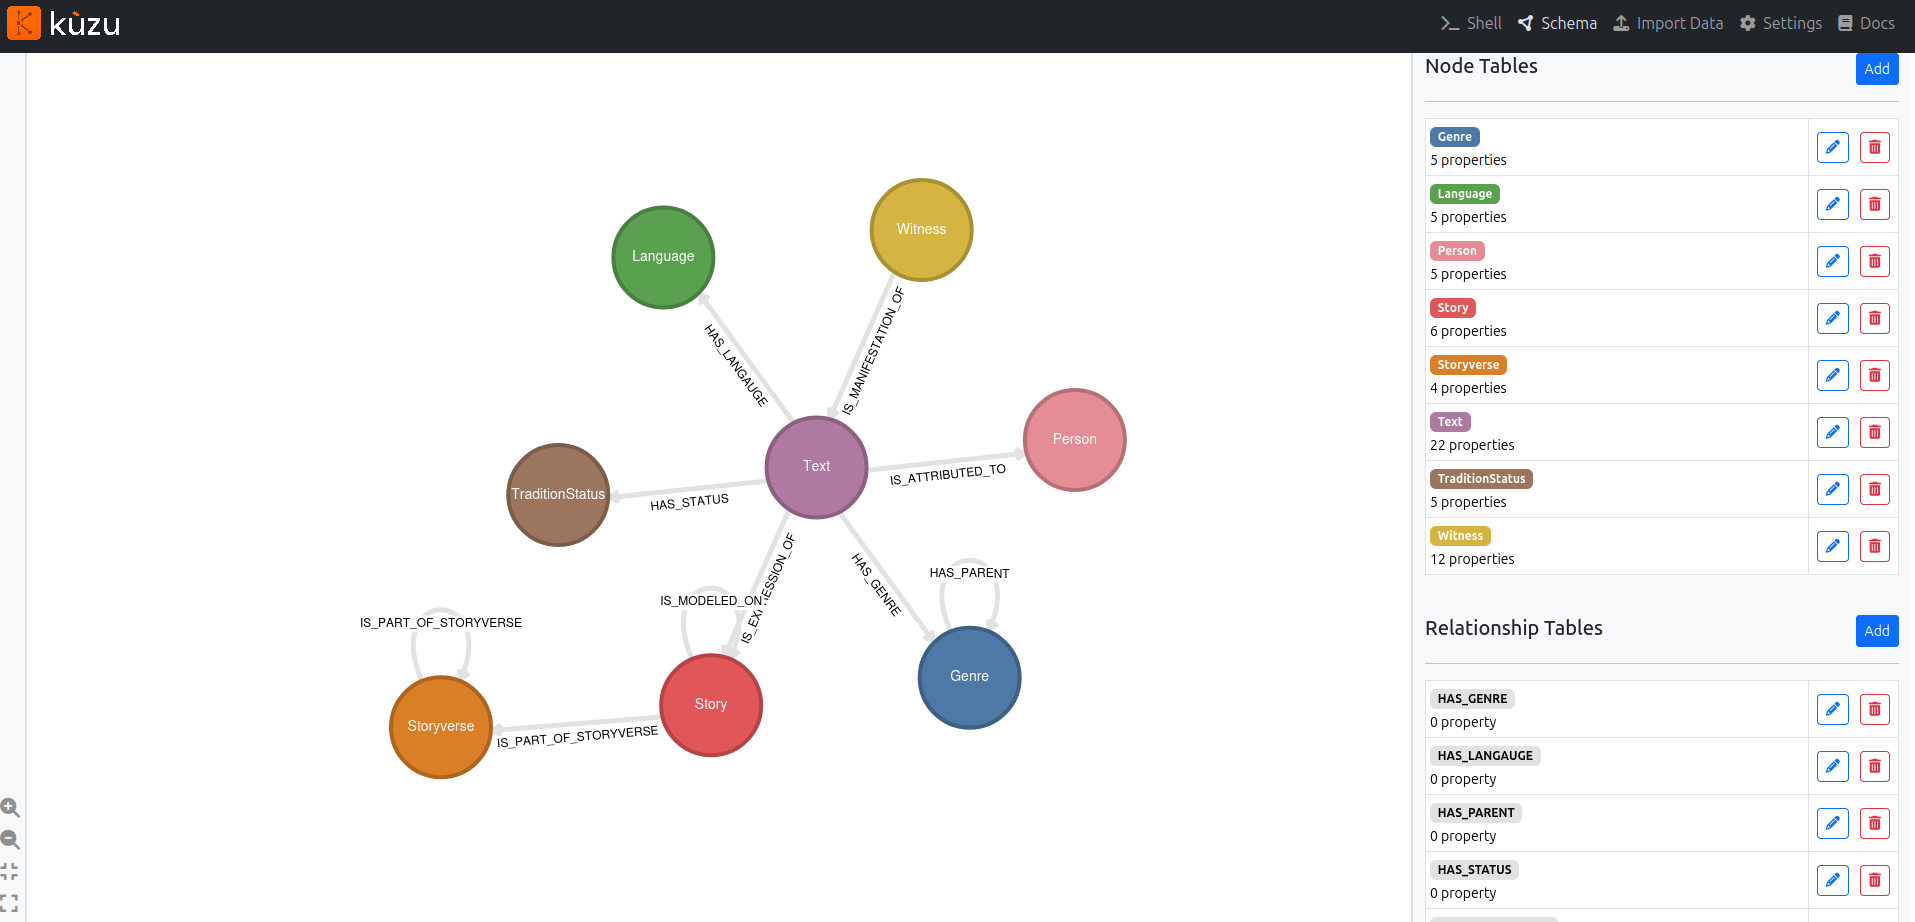 kùzu
Shell
Schema
Import Data
Settings
Docs
Language
Witness
HAS_LANGAUGE
IS_MANIFESTATION_OF
Text
Person
IS_ATTRIBUTED_TO
TraditionStatus
HAS_STATUS
IS_EXPRESSION_OF
HAS_GENRE
HAS_PARENT
IS_MODELED_ON
IS_PART_OF_STORYVERSE
Genre
Story
Storyverse
IS_PART_OF_STORYVERSE
Node Tables
Add
Genre
5 properties
Language
5 properties
Person
5 properties
Story
6 properties
Storyverse
4 properties
Text
22 properties
TraditionStatus
5 properties
Witness
12 properties
Relationship Tables
Add
HAS_GENRE
0 property
HAS_LANGAUGE
0 property
HAS_PARENT
0 property
HAS_STATUS
0 property